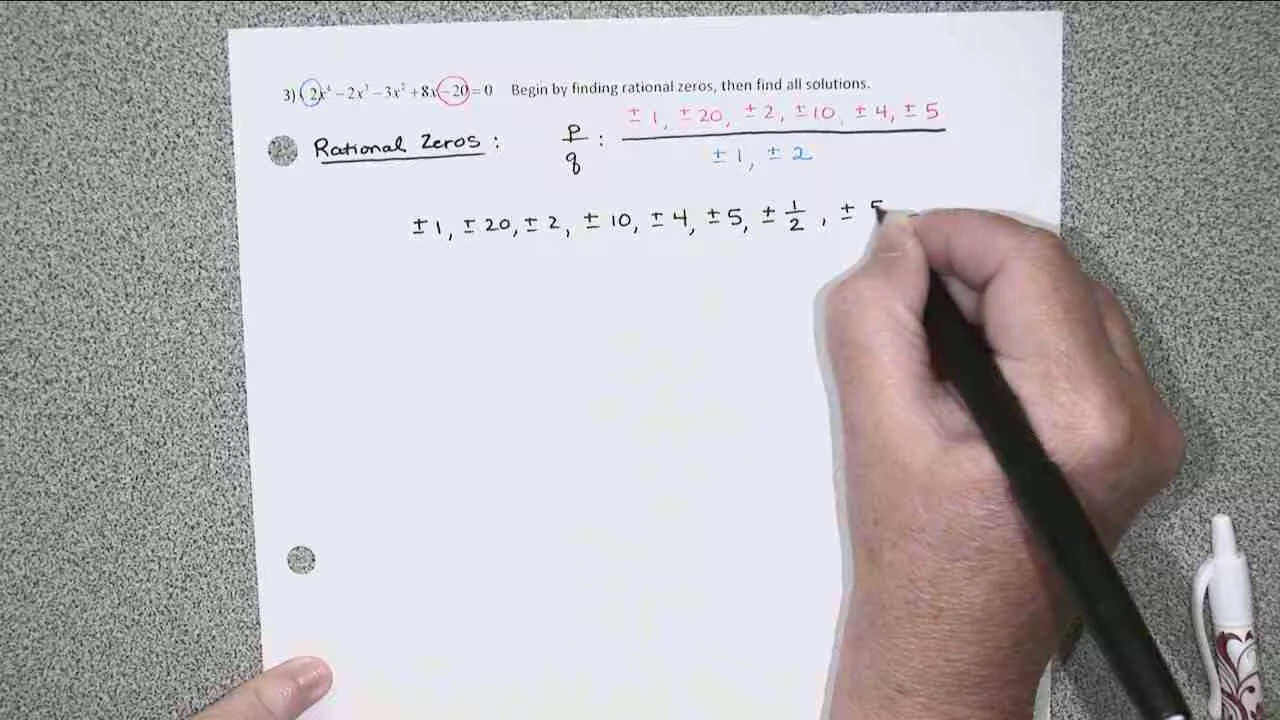 3) 2x⁴ − 2x³ − 3x² + 8x − 20 = 0 Begin by finding rational zeros, then find all solutions.
Rational Zeros : p/q : ± 1, ± 20, ± 2, ± 10, ± 4, ± 5
± 1, ± 2
± 1, ± 20, ± 2, ± 10, ± 4, ± 5, ± 1/2, ± 5